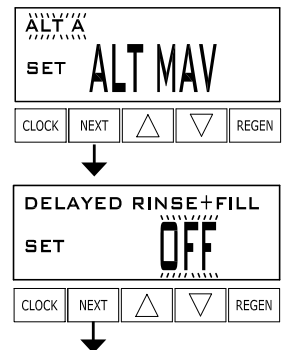 ALT A
SET ALT MAV
CLOCK NEXT REGEN
DELAYED RINSE+FILL
SET OFF
CLOCK NEXT REGEN